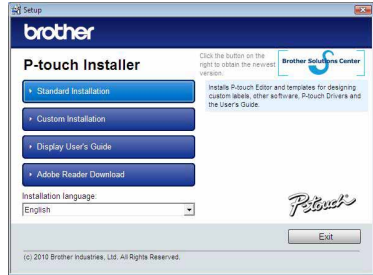 Setup
brother
P-touch Installer
Click the button on the
right to obtain the newest
version.
Brother Solutions Center
Standard Installation
Installs P-touch Editor and templates for designing
custom labels, other software, P-touch Drivers and
the User's Guide.
Custom Installation
Display User's Guide
Adobe Reader Download
Installation language:
English
P-touch
Exit
(c) 2010 Brother Industries, Ltd. All Rights Reserved.